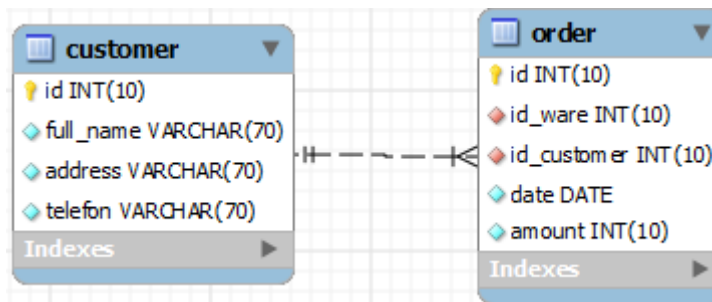 customer
id INT(10)
full_name VARCHAR(70)
address VARCHAR(70)
telefon VARCHAR(70)
Indexes
order
id INT(10)
id_ware INT(10)
id_customer INT(10)
date DATE
amount INT(10)
Indexes